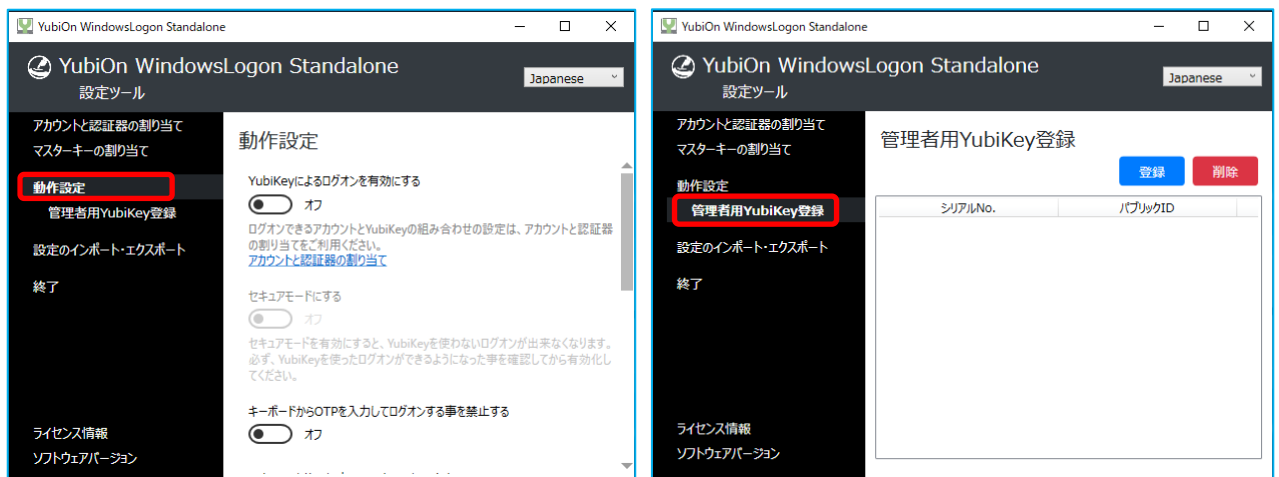 YubiOn WindowsLogon Standalone
YubiOn WindowsLogon Standalone
設定ツール
Japanese
アカウントと認証器の割り当て
マスターキーの割り当て
動作設定
管理者用YubiKey登録
設定のインポート・エクスポート
終了
ライセンス情報
ソフトウェアバージョン
動作設定
YubiKeyによるログオンを有効にする
オフ
ログオンできるアカウントとYubiKeyの組み合わせの設定は、アカウントと認証器
の割り当てをご利用ください。
アカウントと認証器の割り当て
セキュアモードにする
オフ
セキュアモードを有効にすると、YubiKeyを使わないログオンが出来なくなります。
必ず、YubiKeyを使ったログオンができるようになった事を確認してから有効化し
てください。
キーボードからOTPを入力してログオンする事を禁止する
オフ
YubiOn WindowsLogon Standalone
YubiOn WindowsLogon Standalone
設定ツール
Japanese
アカウントと認証器の割り当て
マスターキーの割り当て
動作設定
管理者用YubiKey登録
設定のインポート・エクスポート
終了
ライセンス情報
ソフトウェアバージョン
管理者用YubiKey登録
登録 削除
シリアルNo. パブリックID